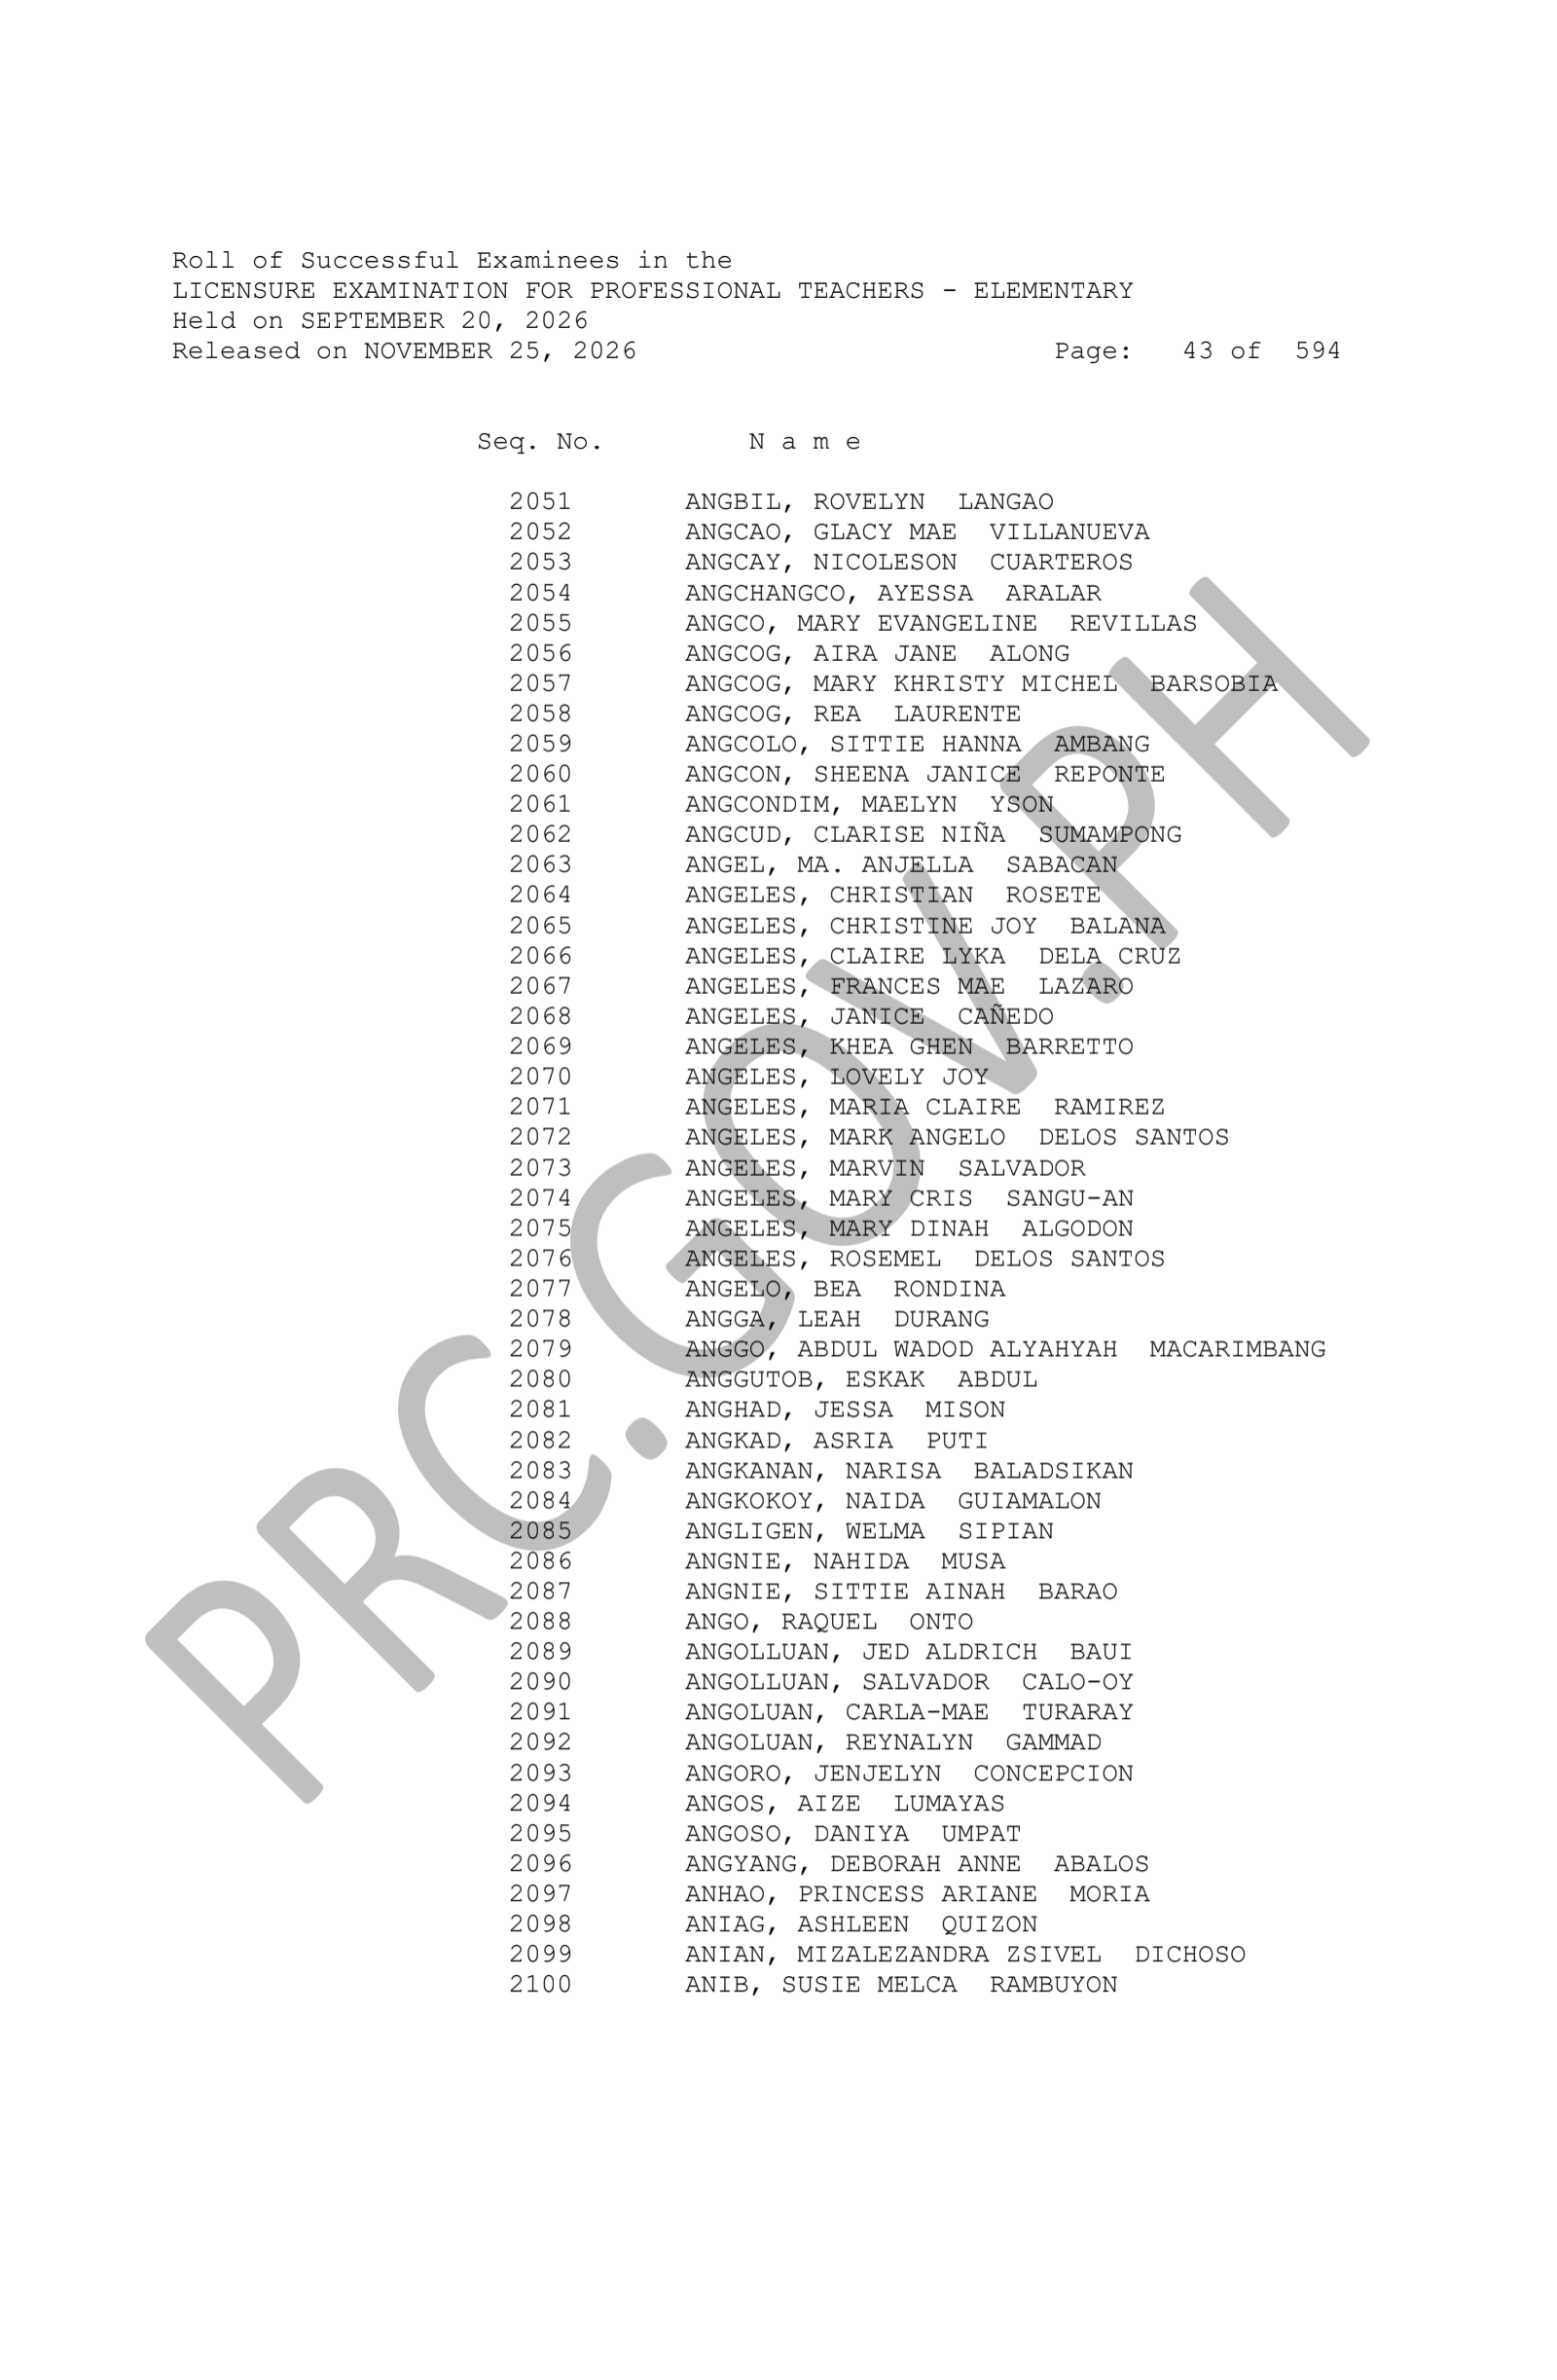 Roll of Successful Examinees in the
LICENSURE EXAMINATION FOR PROFESSIONAL TEACHERS - ELEMENTARY
Held on SEPTEMBER 20, 2026
Released on NOVEMBER 25, 2026 Page: 43 of 594
Seq. No. N a m e
2051 ANGBIL, ROVELYN LANGAO
2052 ANGCAO, GLACY MAE VILLANUEVA
2053 ANGCAY, NICOLESON CUARTEROS
2054 ANGCHANGCO, AYESSA ARALAR
2055 ANGCO, MARY EVANGELINE REVILLAS
2056 ANGCOG, AIRA JANE ALONG
2057 ANGCOG, MARY KHRISTY MICHEL BARSOBIA
2058 ANGCOG, REA LAURENTE
2059 ANGCOLO, SITTIE HANNA AMBANG
2060 ANGCON, SHEENA JANICE REPONTE
2061 ANGCONDIM, MAELYN YSON
2062 ANGCUD, CLARISE NIÑA SUMAMPONG
2063 ANGEL, MA. ANJELLA SABACAN
2064 ANGELES, CHRISTIAN ROSETE
2065 ANGELES, CHRISTINE JOY BALANA
2066 ANGELES, CLAIRE LYKA DELA CRUZ
2067 ANGELES, FRANCES MAE LAZARO
2068 ANGELES, JANICE CAÑEDO
2069 ANGELES, KHEA GHEN BARRETTO
2070 ANGELES, LOVELY JOY
2071 ANGELES, MARIA CLAIRE RAMIREZ
2072 ANGELES, MARK ANGELO DELOS SANTOS
2073 ANGELES, MARVIN SALVADOR
2074 ANGELES, MARY CRIS SANGU-AN
2075 ANGELES, MARY DINAH ALGODON
2076 ANGELES, ROSEMEL DELOS SANTOS
2077 ANGELO, BEA RONDINA
2078 ANGGA, LEAH DURANG
2079 ANGGO, ABDUL WADOD ALYAHYAH MACARIMBANG
2080 ANGGUTOB, ESKAK ABDUL
2081 ANGHAD, JESSA MISON
2082 ANGKAD, ASRIA PUTI
2083 ANGKANAN, NARISA BALADSIKAN
2084 ANGKOKOY, NAIDA GUIAMALON
2085 ANGLIGEN, WELMA SIPIAN
2086 ANGNIE, NAHIDA MUSA
2087 ANGNIE, SITTIE AINAH BARAO
2088 ANGO, RAQUEL ONTO
2089 ANGOLLUAN, JED ALDRICH BAUI
2090 ANGOLLUAN, SALVADOR CALO-OY
2091 ANGOLUAN, CARLA-MAE TURARAY
2092 ANGOLUAN, REYNALYN GAMMAD
2093 ANGORO, JENJELYN CONCEPCION
2094 ANGOS, AIZE LUMAYAS
2095 ANGOSO, DANIYA UMPAT
2096 ANGYANG, DEBORAH ANNE ABALOS
2097 ANHAO, PRINCESS ARIANE MORIA
2098 ANIAG, ASHLEEN QUIZON
2099 ANIAN, MIZALEZANDRA ZSIVEL DICHOSO
2100 ANIB, SUSIE MELCA RAMBUYON
PRC.GOV.PH